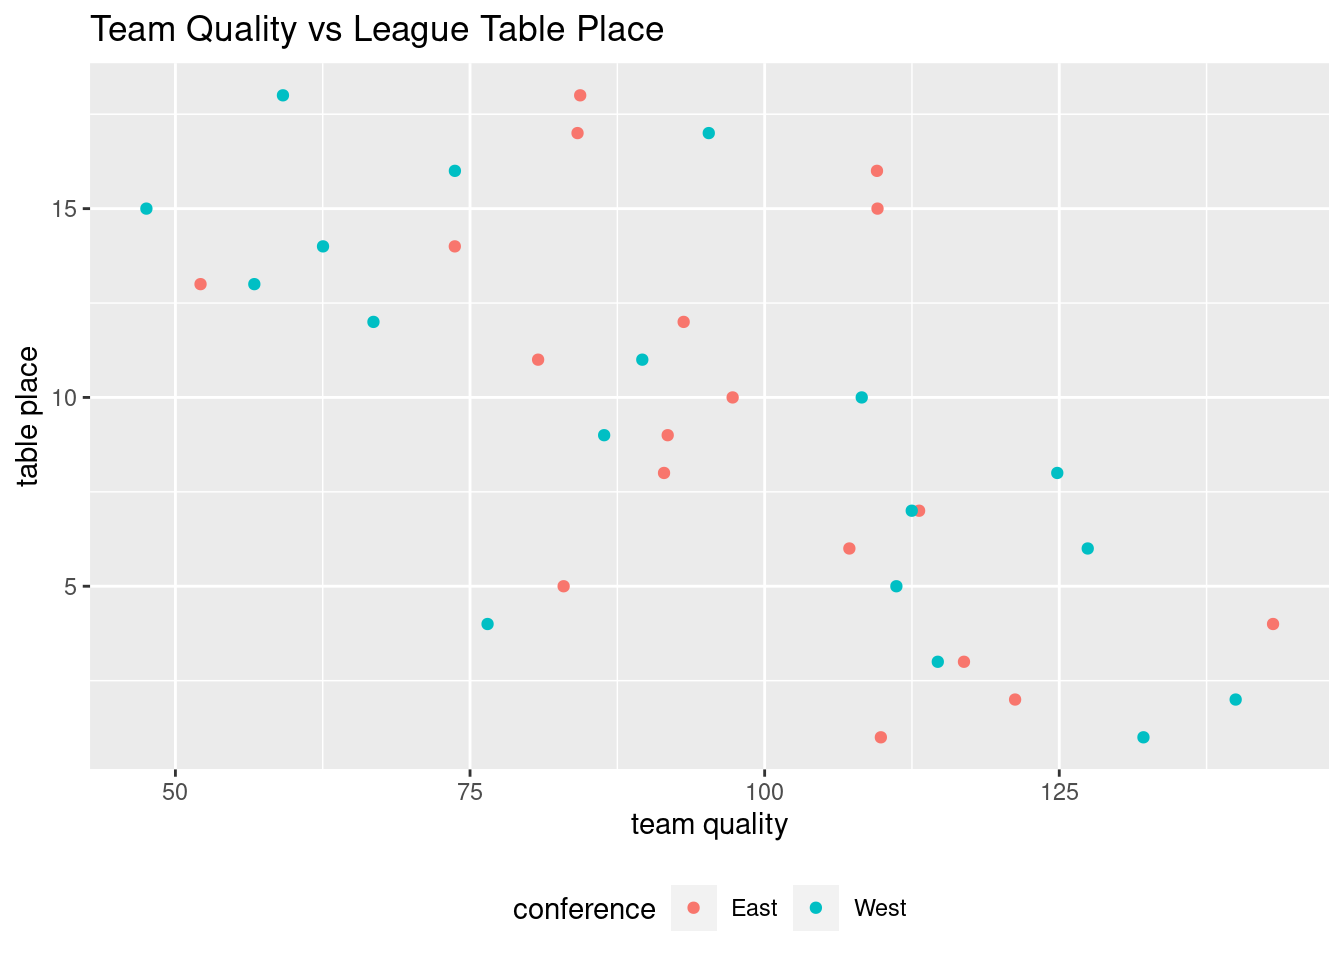 Team Quality vs League Table Place
15
10
5
table place
50 75 100 125
team quality
conference East West